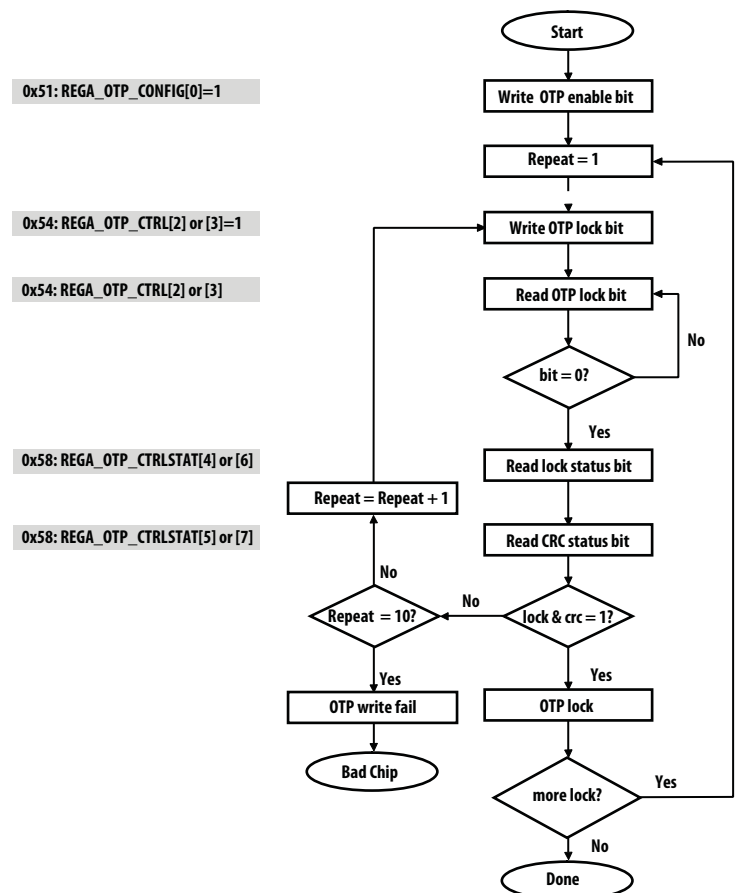 Start
0x51: REGA_OTP_CONFIG[0]=1
Write OTP enable bit
Repeat = 1
0x54: REGA_OTP_CTRL[2] or [3]=1
Write OTP lock bit
0x54: REGA_OTP_CTRL[2] or [3]
Read OTP lock bit
No
bit = 0?
Yes
0x58: REGA_OTP_CTRLSTAT[4] or [6]
Read lock status bit
Repeat = Repeat + 1
0x58: REGA_OTP_CTRLSTAT[5] or [7]
Read CRC status bit
No
No
Repeat = 10?
lock & crc = 1?
Yes
Yes
OTP write fail
OTP lock
Bad Chip
Yes
more lock?
No
Done